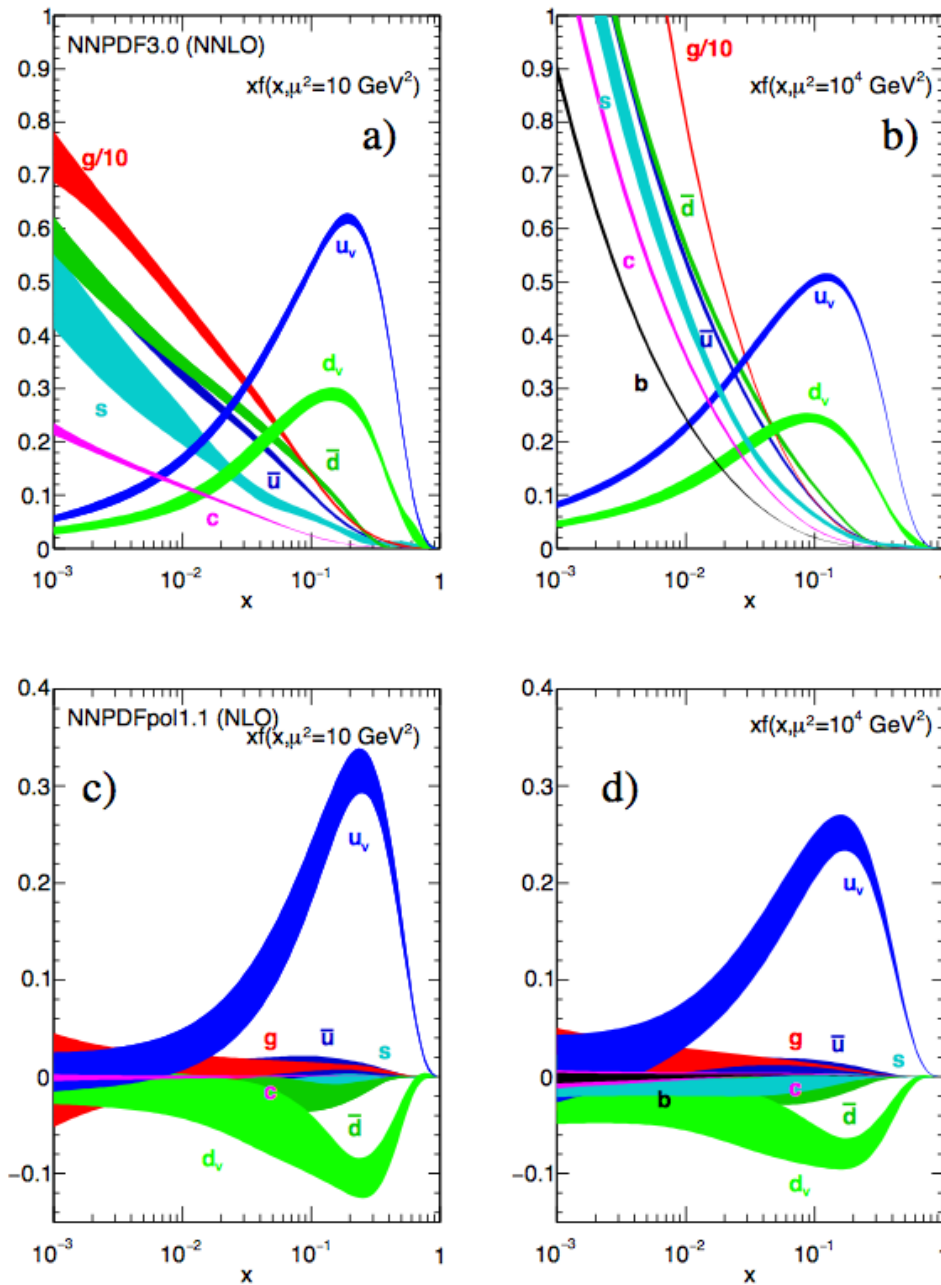 NNPDF3.0 (NNLO)
xf(x,μ²=10 GeV²)
a)
g/10
u_v
d_v
s
d̄
ū
c
1
0.9
0.8
0.7
0.6
0.5
0.4
0.3
0.2
0.1
0
10⁻³
10⁻²
10⁻¹
1
x
g/10
xf(x,μ²=10⁴ GeV²)
b)
s
d̄
c
u_v
ū
b
d_v
1
0.9
0.8
0.7
0.6
0.5
0.4
0.3
0.2
0.1
0
10⁻³
10⁻²
10⁻¹
1
x
NNPDFpol1.1 (NLO)
xf(x,μ²=10 GeV²)
c)
u_v
g
ū
s
c
d̄
d_v
0.4
0.3
0.2
0.1
0
−0.1
10⁻³
10⁻²
10⁻¹
1
x
xf(x,μ²=10⁴ GeV²)
d)
u_v
g
ū
s
c
b
d̄
d_v
0.4
0.3
0.2
0.1
0
−0.1
10⁻³
10⁻²
10⁻¹
1
x